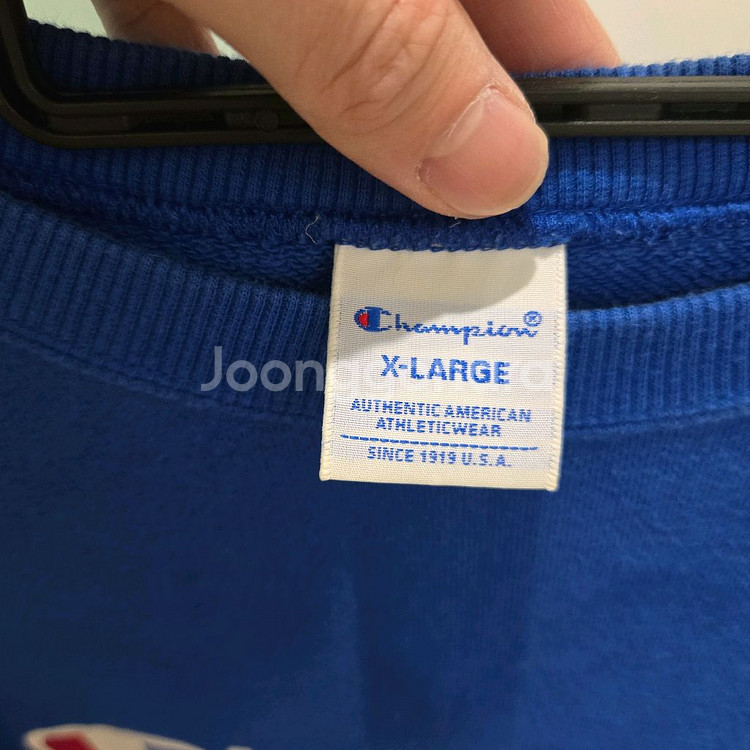 Champion®
X-LARGE
AUTHENTIC AMERICAN
ATHLETICWEAR
SINCE 1919 U.S.A.